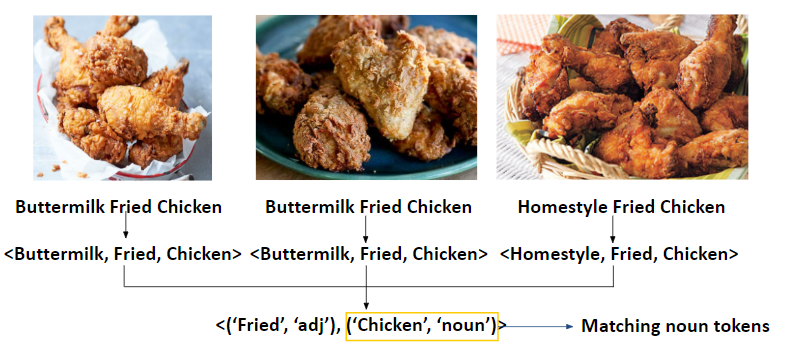 Buttermilk Fried Chicken
Buttermilk Fried Chicken
Homestyle Fried Chicken
<Buttermilk, Fried, Chicken>
<Buttermilk, Fried, Chicken>
<Homestyle, Fried, Chicken>
<(‘Fried’, ‘adj’), (‘Chicken’, ‘noun’)>
Matching noun tokens